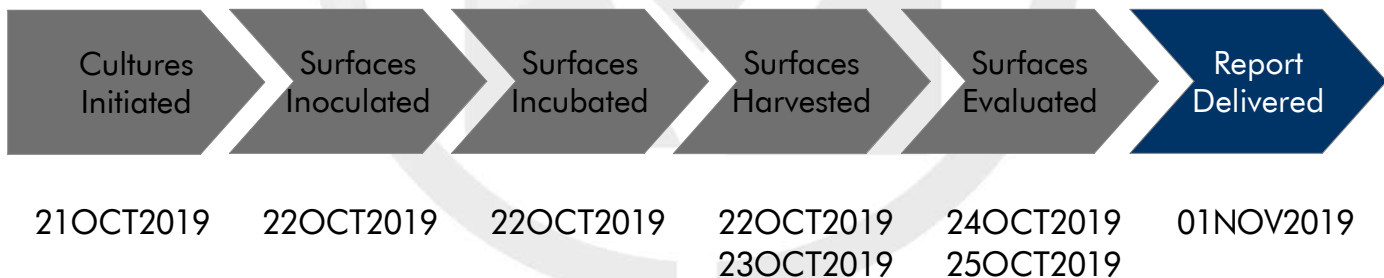 Cultures
Initiated
Surfaces
Inoculated
Surfaces
Incubated
Surfaces
Harvested
Surfaces
Evaluated
Report
Delivered
21OCT2019
22OCT2019
22OCT2019
22OCT2019
23OCT2019
24OCT2019
25OCT2019
01NOV2019